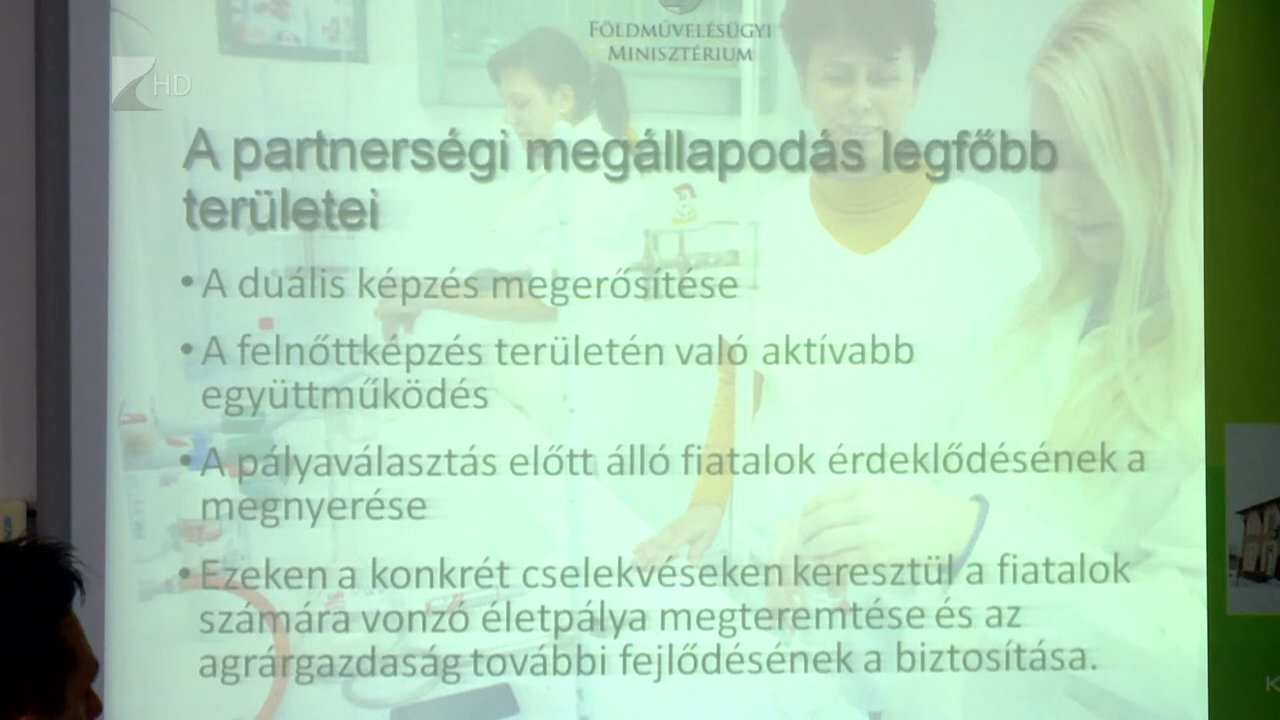 FÖLDMŰVELÉSÜGYI
MINISZTÉRIUM
HD
A partnerségi megállapodás legfőbb
területei
• A duális képzés megerősítése
• A felnőttképzés területén való aktívabb
együttműködés
• A pályaválasztás előtt álló fiatalok érdeklődésének a
megnyerése
• Ezeken a konkrét cselekvéseken keresztül a fiatalok
számára vonzó életpálya megteremtése és az
agrárgazdaság további fejlődésének a biztosítása.